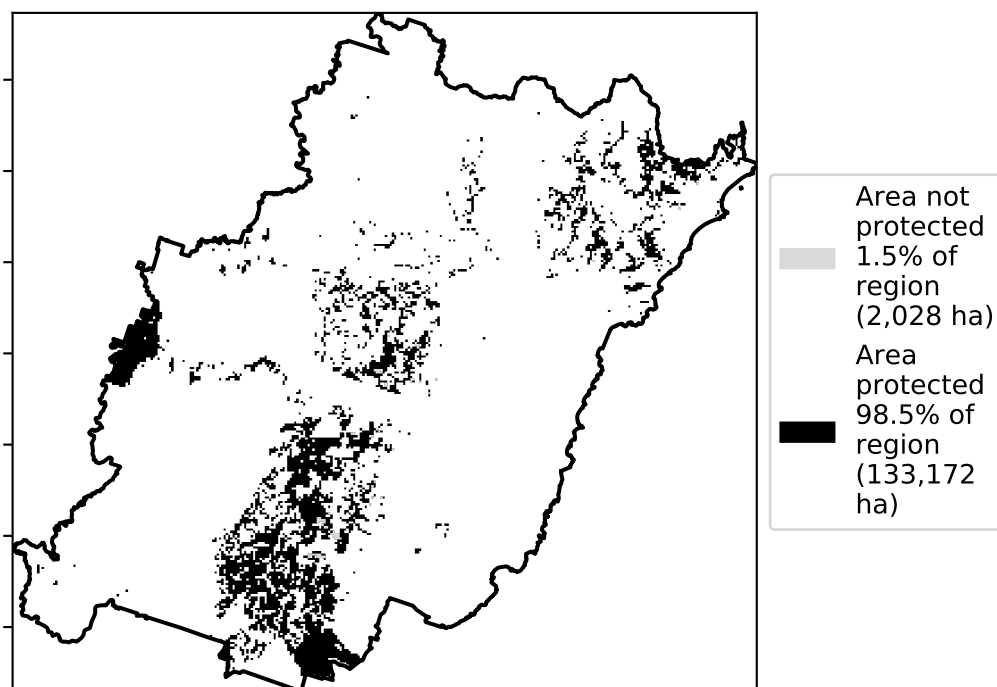 Area not
protected
1.5% of
region
(2,028 ha)
Area
protected
98.5% of
region
(133,172
ha)